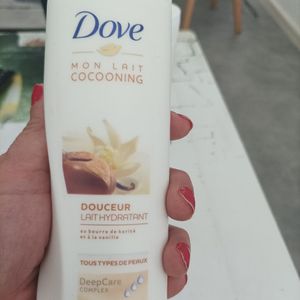 Dove
MON LAIT
COCOONING
DOUCEUR
LAIT HYDRATANT
au beurre de karité
et à la vanille
TOUS TYPES DE PEAUX
DeepCare
COMPLEX